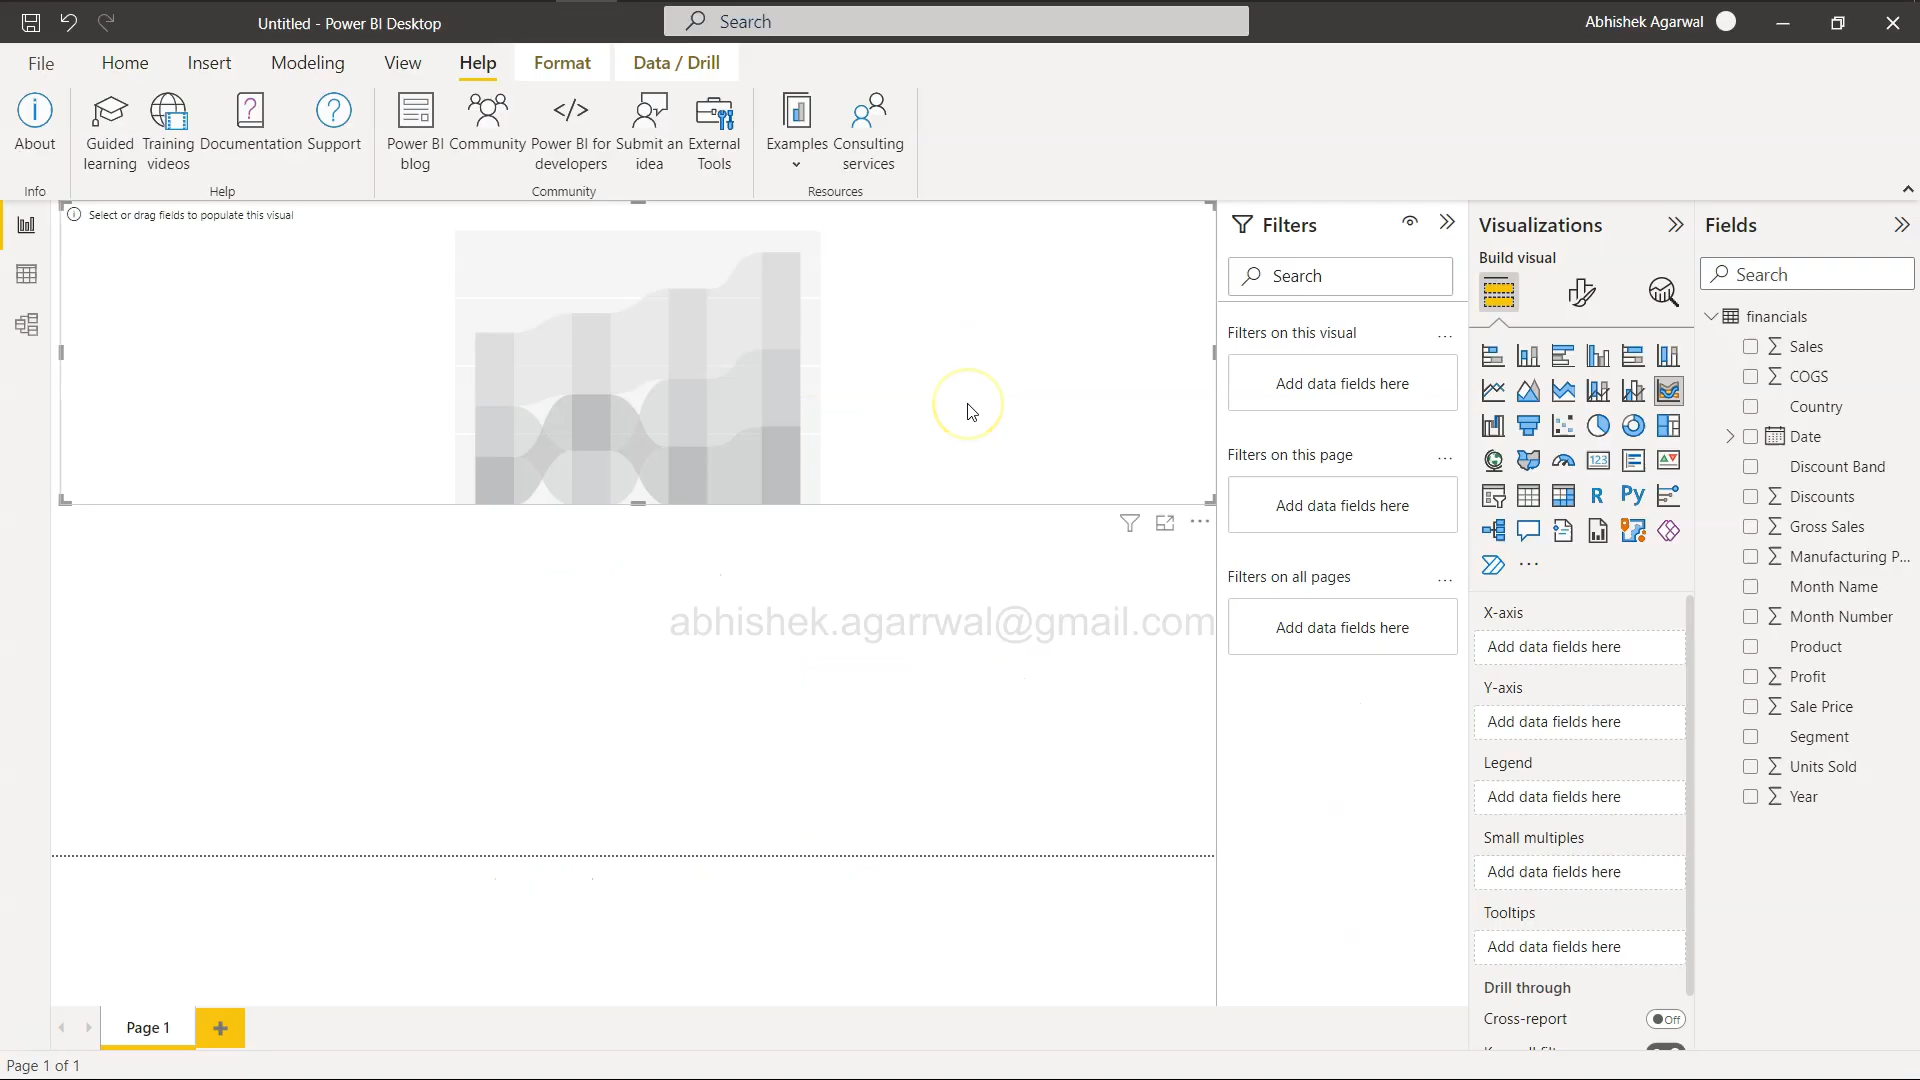 Untitled - Power BI Desktop
Search
Abhishek Agarwal
File
Home
Insert
Modeling
View
Help
Format
Data / Drill
About
Guided
learning
Training
videos
Documentation
Support
Power BI
blog
Community
Power BI for
developers
Submit an
idea
External
Tools
Examples
Consulting
services
Info
Help
Community
Resources
Select or drag fields to populate this visual
abhishek.agarrwal@gmail.com
Filters
Search
Filters on this visual
...
Add data fields here
Filters on this page
...
Add data fields here
Filters on all pages
...
Add data fields here
Visualizations
Build visual
123
R
Py
...
X-axis
Add data fields here
Y-axis
Add data fields here
Legend
Add data fields here
Small multiples
Add data fields here
Tooltips
Add data fields here
Drill through
Cross-report
Off
Fields
Search
financials
Sales
COGS
Country
Date
Discount Band
Discounts
Gross Sales
Manufacturing P...
Month Name
Month Number
Product
Profit
Sale Price
Segment
Units Sold
Year
Page 1
Page 1 of 1